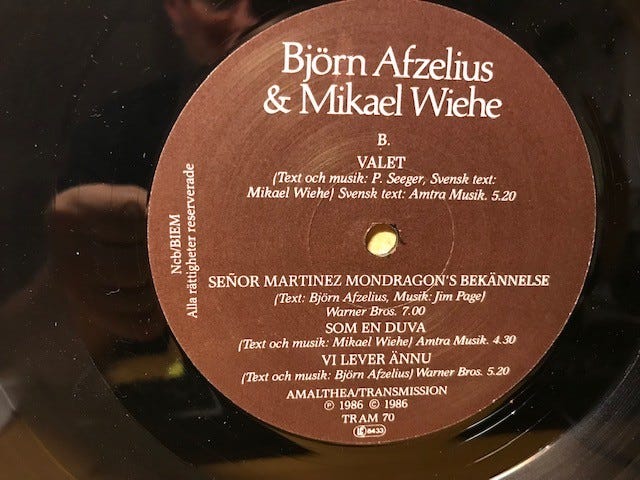 Björn Afzelius
& Mikael Wiehe
B.
VALET
(Text och musik: P. Seeger, Svensk text:
Mikael Wiehe) Svensk text: Amtra Musik. 5.20
Ncb/BIEM
Alla rättigheter reserverade
SEÑOR MARTINEZ MONDRAGON'S BEKÄNNELSE
(Text: Björn Afzelius, Musik: Jim Page)
Warner Bros. 7.00
SOM EN DUVA
(Text och musik: Mikael Wiehe) Amtra Musik. 4.30
VI LEVER ÄNNU
(Text och musik: Björn Afzelius) Warner Bros. 5.20
AMALTHEA/TRANSMISSION
℗ 1986 © 1986
TRAM 70
LC 8433